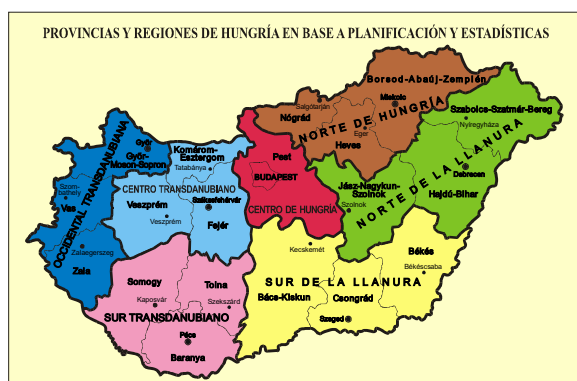 PROVINCIAS Y REGIONES DE HUNGRÍA EN BASE A PLANIFICACIÓN Y ESTADÍSTICAS
Borsod-Abaúj-Zemplén
Miskolc
Salgótarján
Nógrád
NORTE DE HUNGRÍA
Eger
Heves
Szabolcs-Szatmár-Bereg
Nyíregyháza
Debrecen
Hajdú-Bihar
NORTE DE LA LLANURA
Jász-Nagykun-
Szolnok
Szolnok
OCCIDENTAL TRANSDANUBIANA
Győr
Győr-
Moson-Sopron
Szom-
bathely
Vas
Zalaegerszeg
Zala
Komárom-
Esztergom
Tatabánya
CENTRO TRANSDANUBIANO
Veszprém
Veszprém
Székesfehérvár
Fejér
Pest
BUDAPEST
CENTRO DE HUNGRÍA
Kecskemét
SUR DE LA LLANURA
Bács-Kiskun
Csongrád
Szeged
Békés
Békéscsaba
Somogy
Kaposvár
Tolna
Szekszárd
SUR TRANSDANUBIANO
Pécs
Baranya